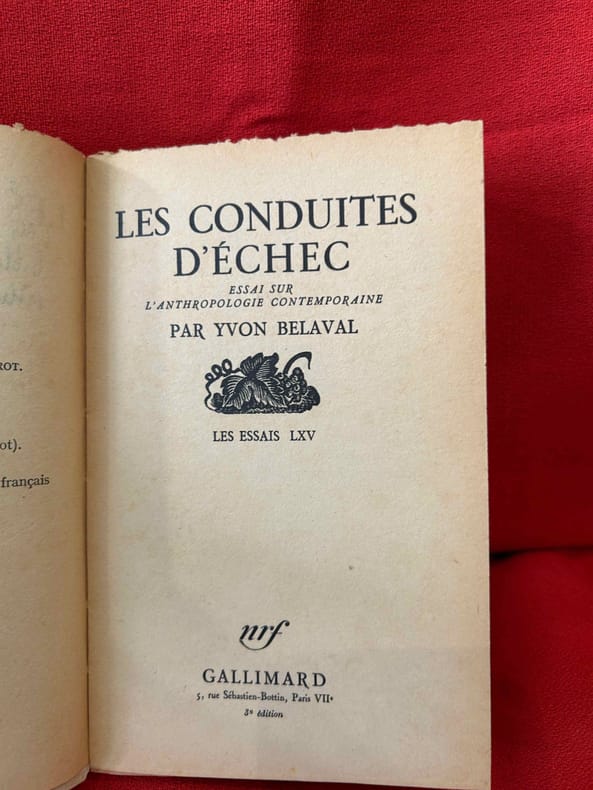 ROT.
ot).
français
LES CONDUITES
D'ÉCHEC
ESSAI SUR
L'ANTHROPOLOGIE CONTEMPORAINE
PAR YVON BELAVAL
LES ESSAIS LXV
nrf
GALLIMARD
5, rue Sébastien-Bottin, Paris VIIe
3e édition